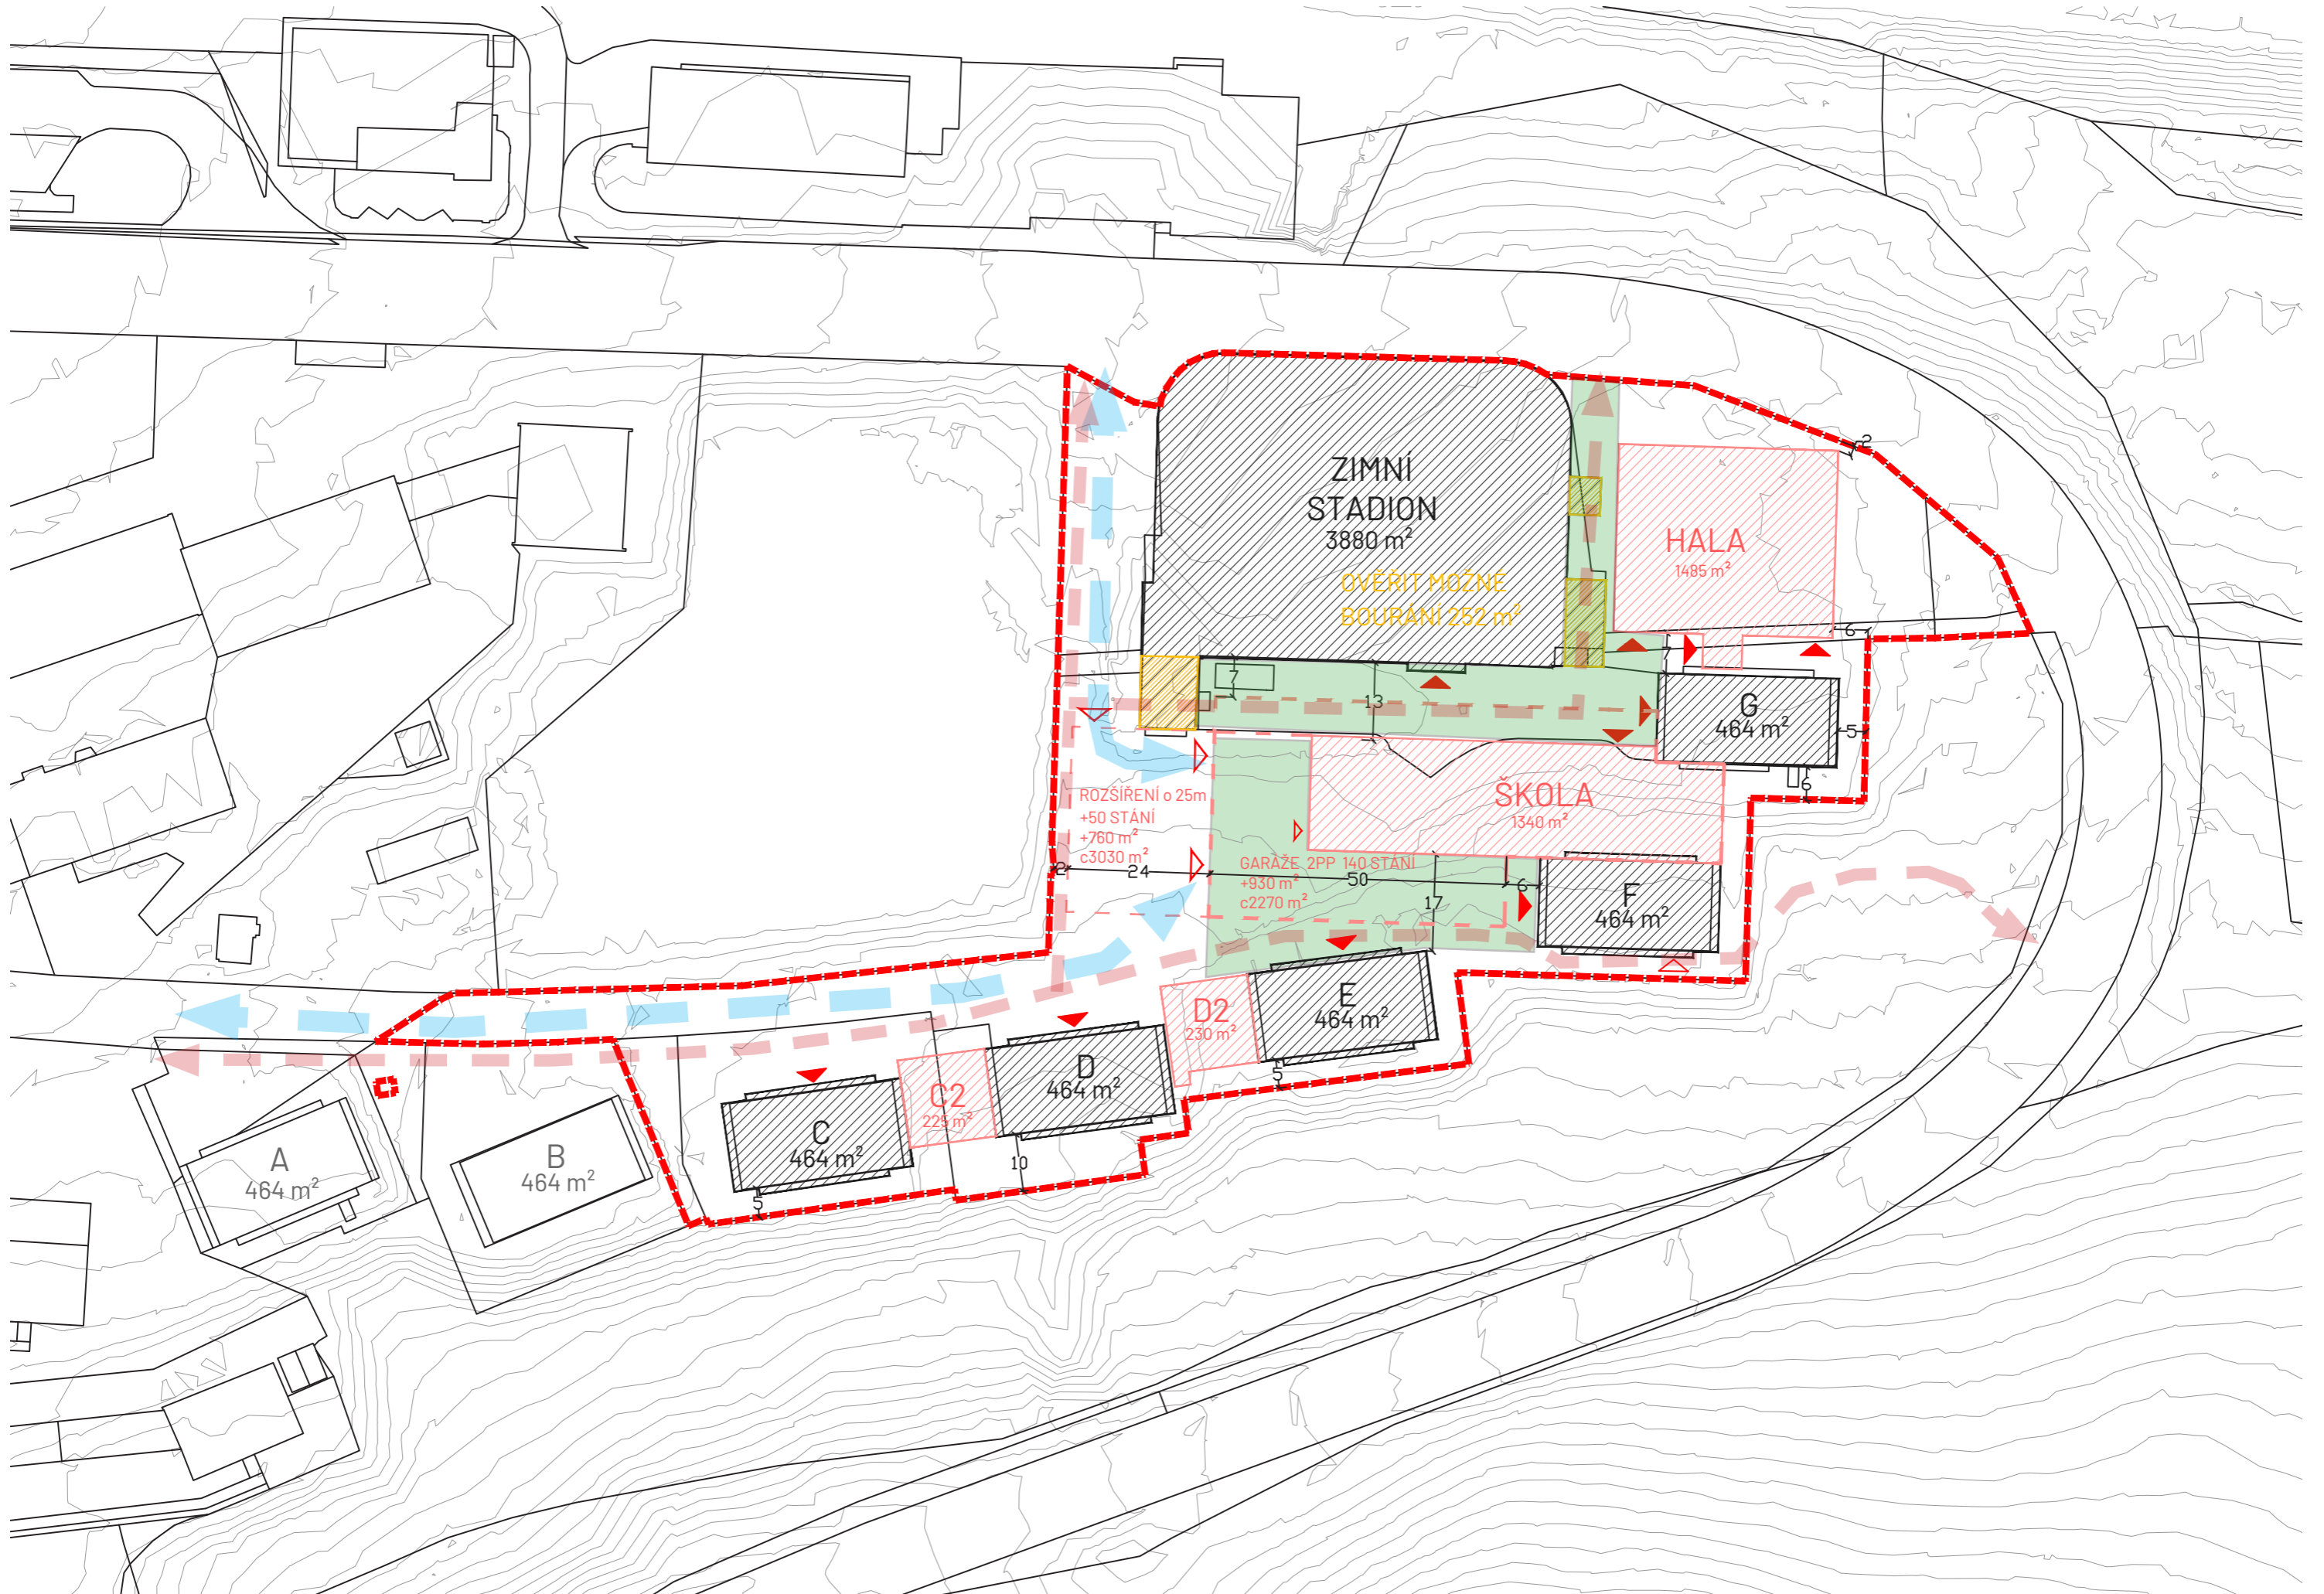 ZIMNÍ
STADION
3880 m²
OVĚŘIT MOŽNÉ
BOURÁNÍ 252 m²
HALA
1485 m²
2
6
7
7
13
G
464 m²
5
6
ŠKOLA
1340 m²
ROZŠÍŘENÍ o 25m
+50 STÁNÍ
+760 m²
c3030 m²
GARÁŽE 2PP 140 STÁNÍ
+930 m²
c2270 m²
2
24
50
6
17
F
464 m²
E
464 m²
D2
230 m²
5
D
464 m²
C2
225 m²
C
464 m²
10
5
B
464 m²
A
464 m²